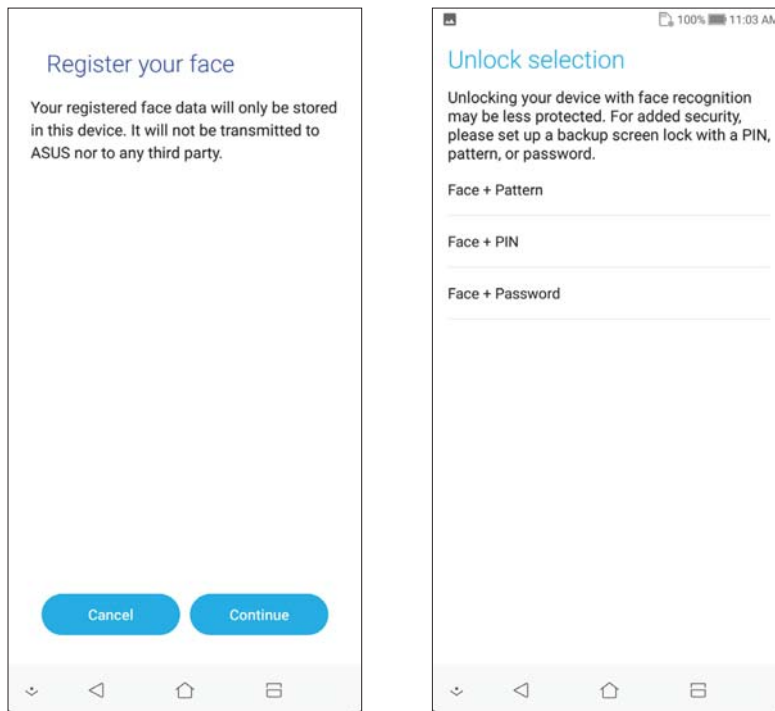 Register your face
Your registered face data will only be stored
in this device. It will not be transmitted to
ASUS nor to any third party.
Cancel
Continue
100% 11:03 AM
Unlock selection
Unlocking your device with face recognition
may be less protected. For added security,
please set up a backup screen lock with a PIN,
pattern, or password.
Face + Pattern
Face + PIN
Face + Password